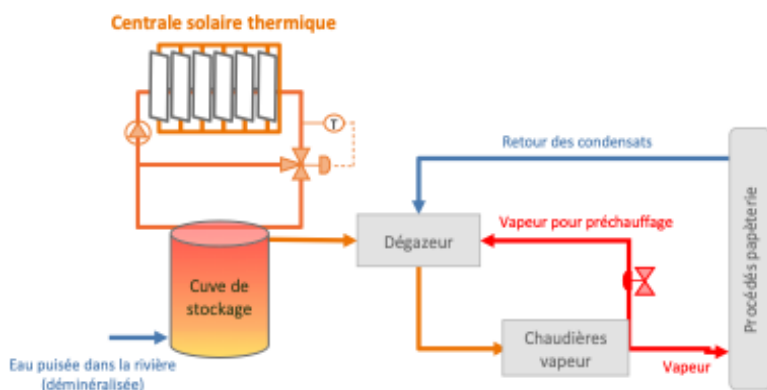 Centrale solaire thermique
T
Retour des condensats
Vapeur pour préchauffage
Dégazeur
Procédés papèterie
Cuve de
stockage
Chaudières
vapeur
Vapeur
Eau puisée dans la rivière
(déminéralisée)